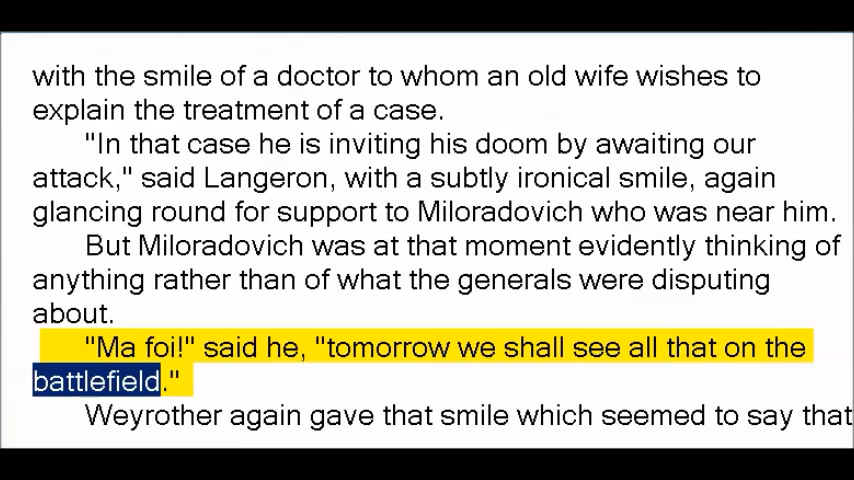 with the smile of a doctor to whom an old wife wishes to
explain the treatment of a case.
"In that case he is inviting his doom by awaiting our
attack," said Langeron, with a subtly ironical smile, again
glancing round for support to Miloradovich who was near him.
But Miloradovich was at that moment evidently thinking of
anything rather than of what the generals were disputing
about.
"Ma foi!" said he, "tomorrow we shall see all that on the
battlefield."
Weyrother again gave that smile which seemed to say that